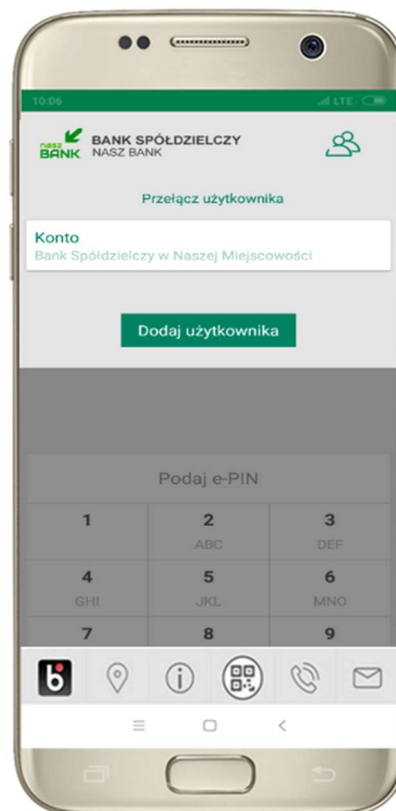 10:06
LTE
nasz
BANK
BANK SPÓŁDZIELCZY
NASZ BANK
Przełącz użytkownika
Konto
Bank Spółdzielczy w Naszej Miejscowości
Dodaj użytkownika
Podaj e-PIN
1 2 3
ABC DEF
4 5 6
GHI JKL MNO
7 8 9
b